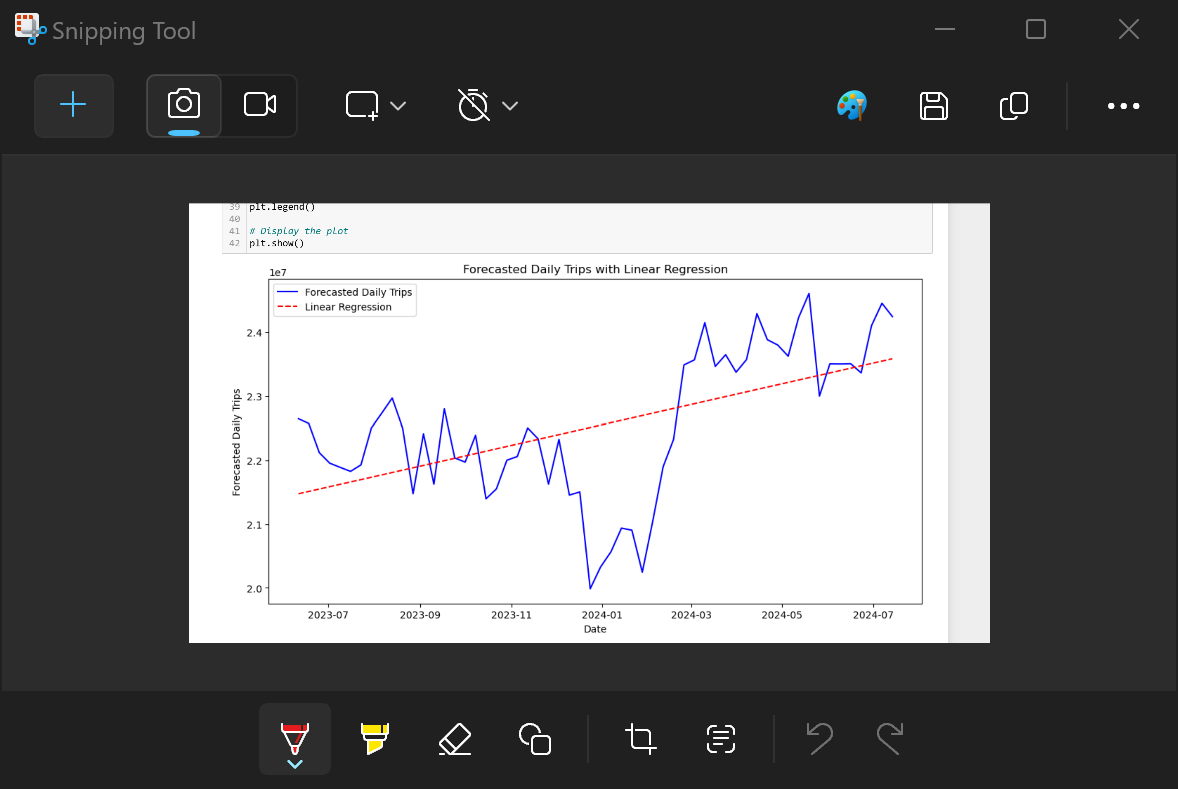 Snipping Tool
39 plt.legend()
40
41 # Display the plot
42 plt.show()
Forecasted Daily Trips with Linear Regression
1e7
Forecasted Daily Trips
Linear Regression
2.4
2.3
2.2
2.1
2.0
Forecasted Daily Trips
2023-07 2023-09 2023-11 2024-01 2024-03 2024-05 2024-07
Date